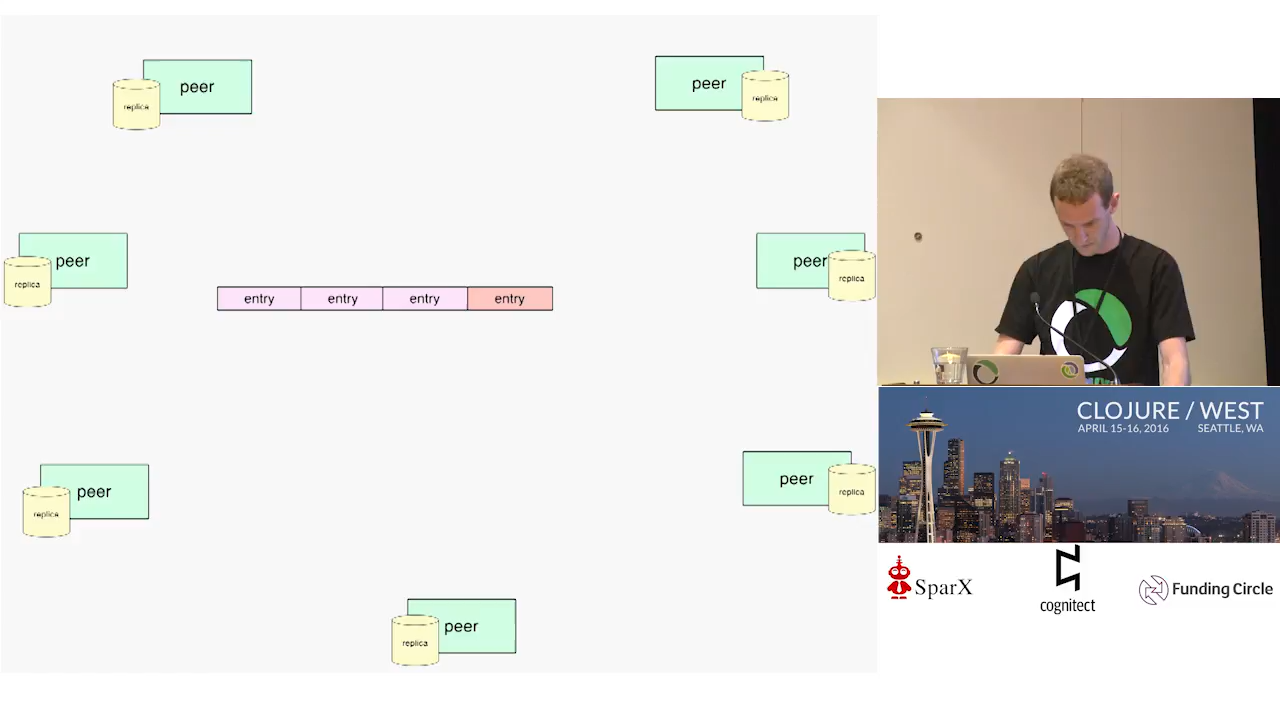 peer
replica
peer
replica
peer
replica
peer
replica
entry entry entry entry
peer
replica
peer
replica
peer
replica
CLOJURE / WEST
APRIL 15-16, 2016 SEATTLE, WA
SparX
cognitect
Funding Circle